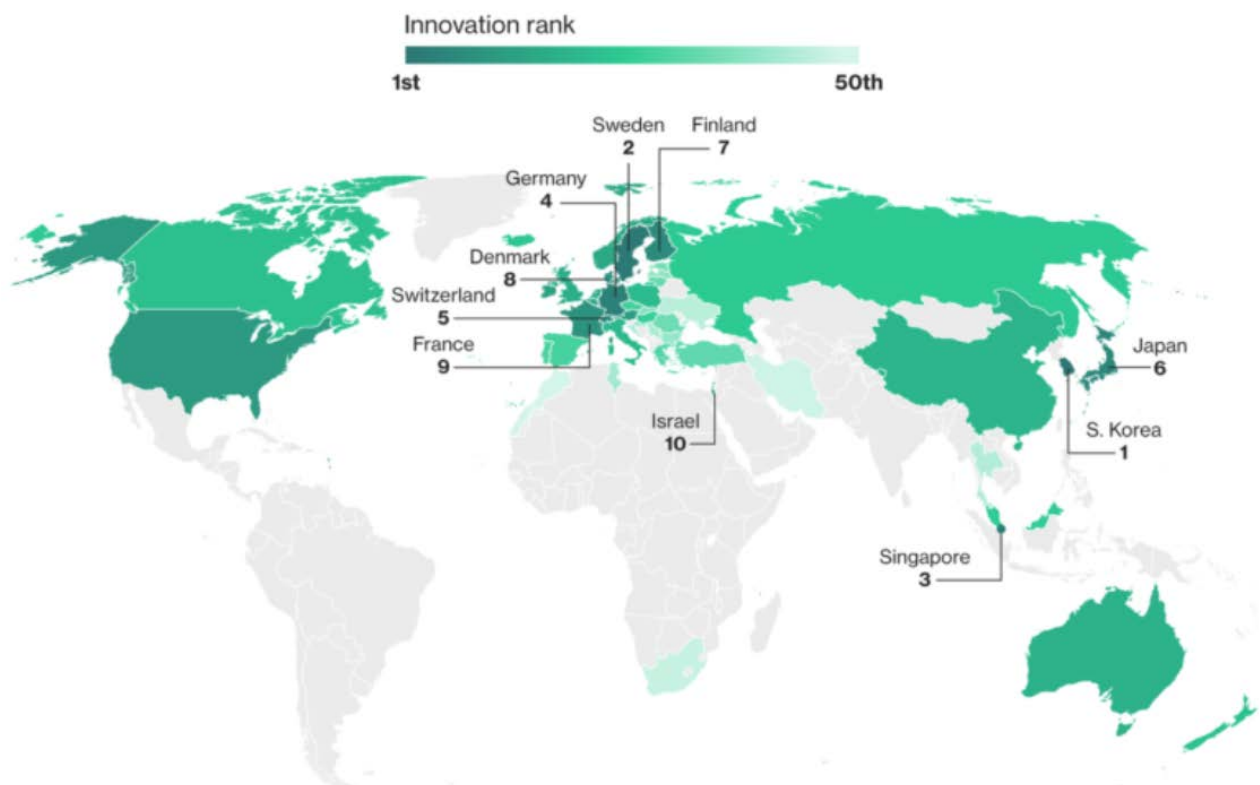 Innovation rank
1st 50th
Sweden Finland
2 7
Germany
4
Denmark
8
Switzerland
5
France
9
Japan
6
Israel
10
S. Korea
1
Singapore
3